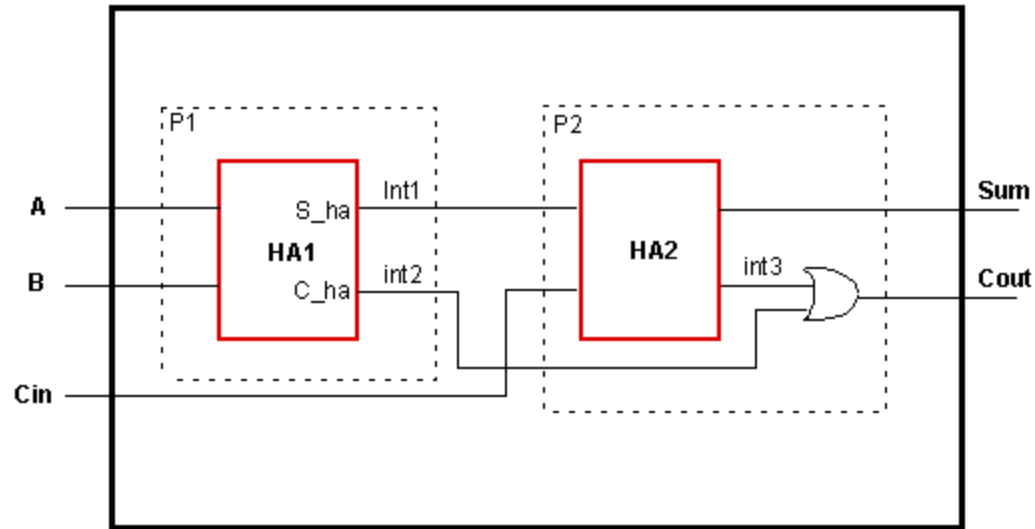 P1
P2
A
B
Cin
S_ha
HA1
C_ha
Int1
int2
HA2
int3
Sum
Cout